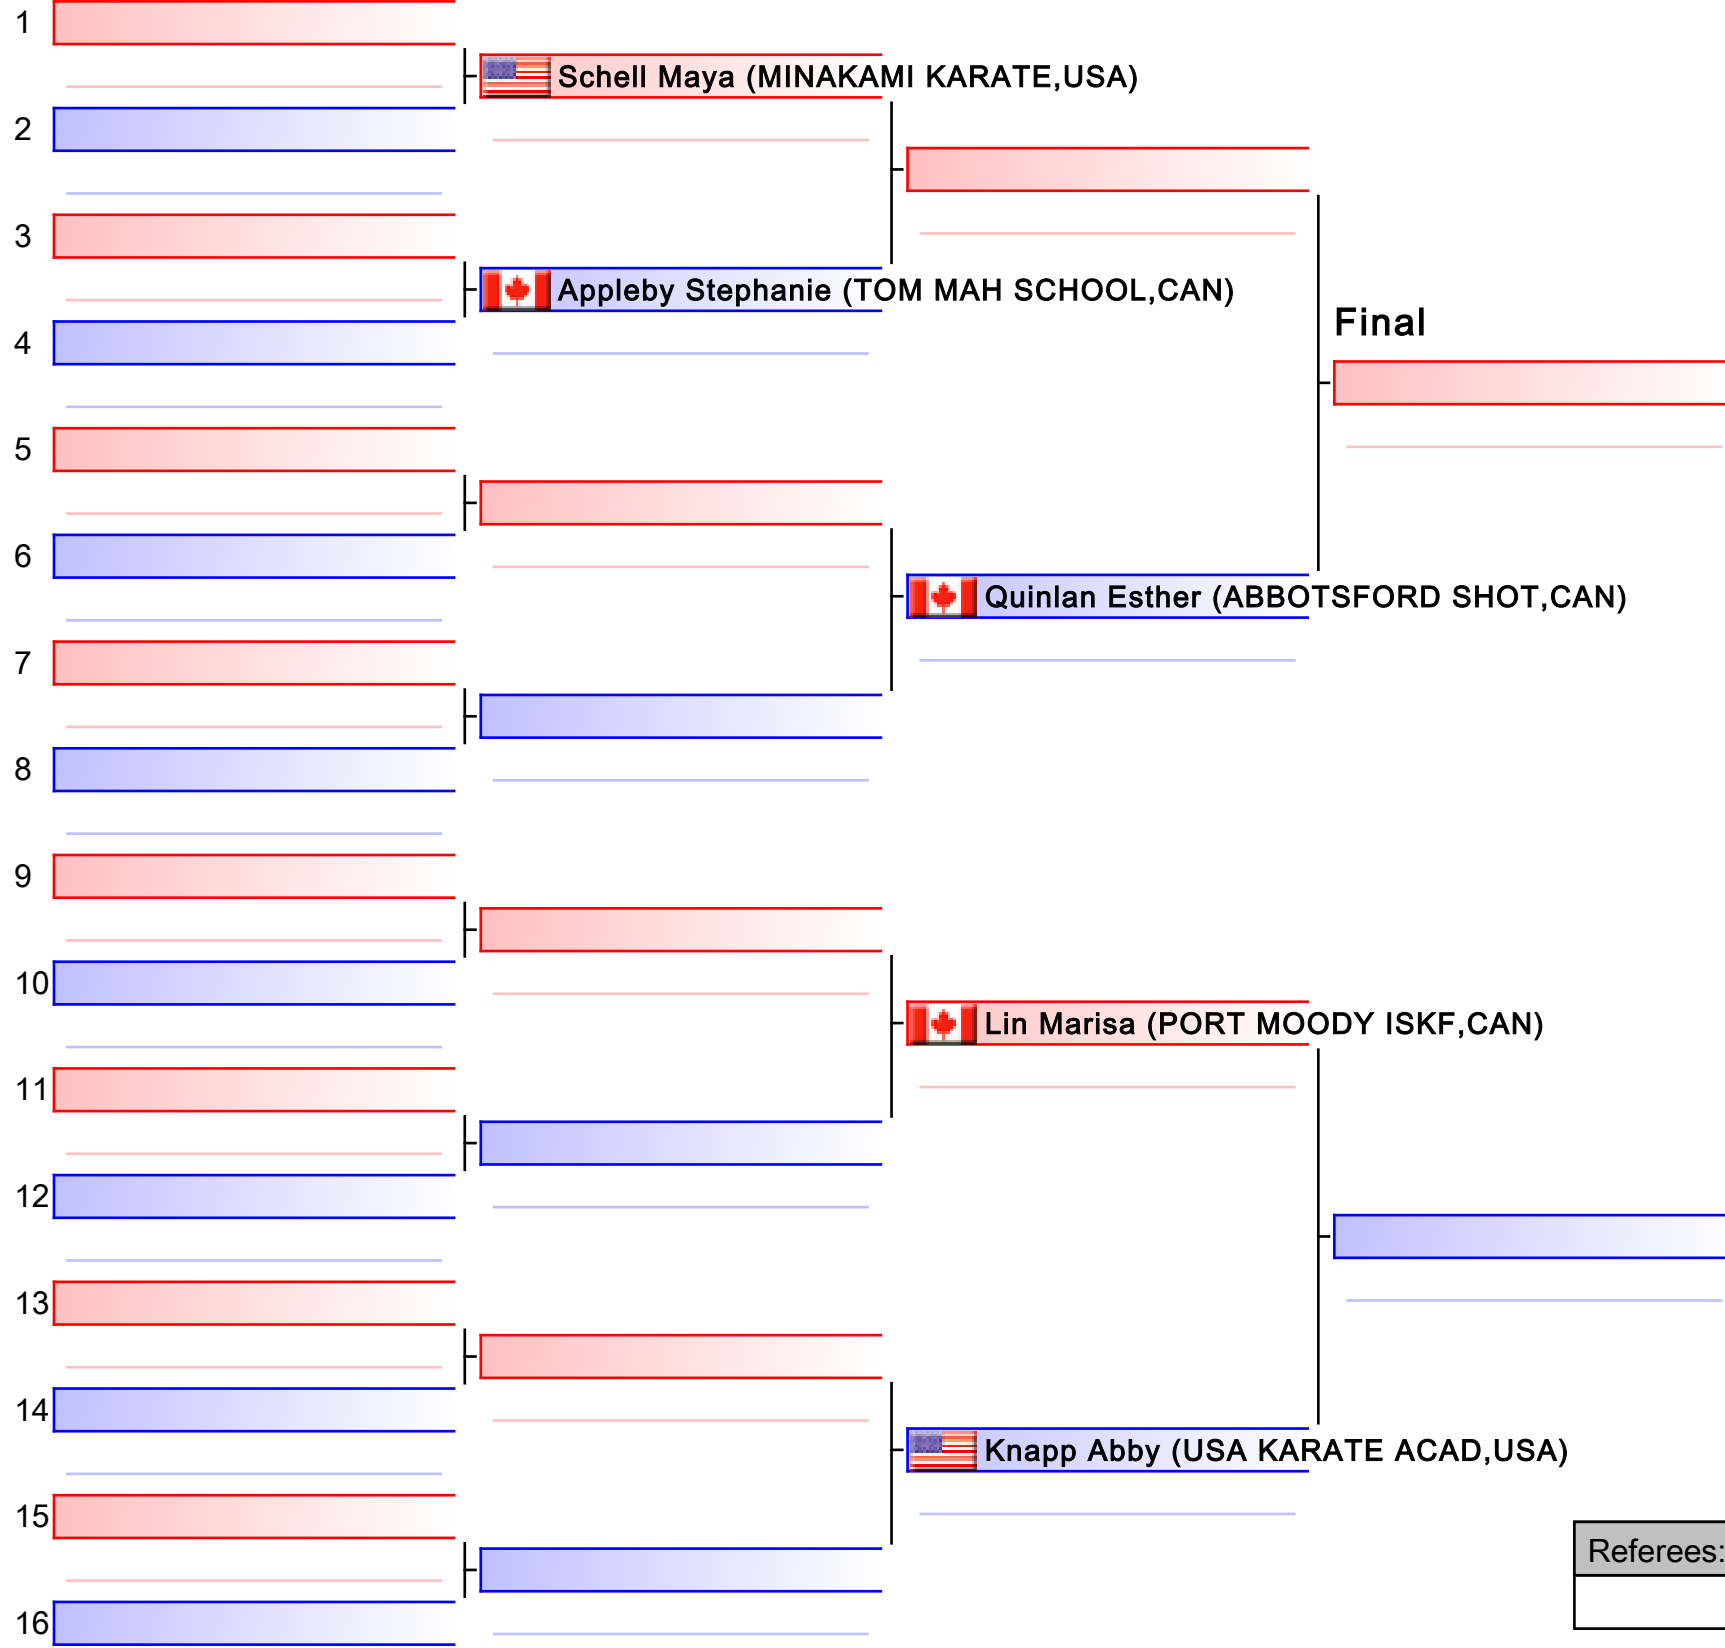 1
Schell Maya (MINAKAMI KARATE,USA)
2
3
Appleby Stephanie (TOM MAH SCHOOL,CAN)
4
Final
5
6
Quinlan Esther (ABBOTSFORD SHOT,CAN)
7
8
9
10
Lin Marisa (PORT MOODY ISKF,CAN)
11
12
13
14
Knapp Abby (USA KARATE ACAD,USA)
15
Referees:
16